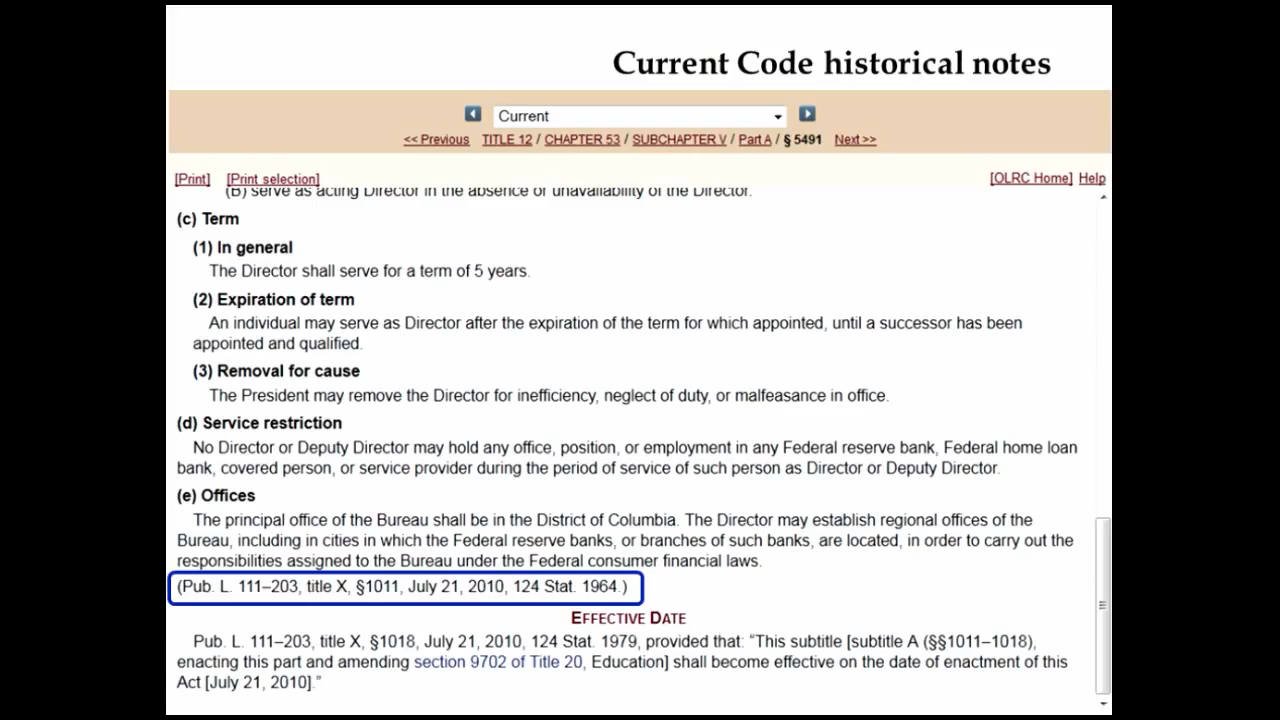 Current Code historical notes
Current
<< Previous TITLE 12 / CHAPTER 53 / SUBCHAPTER V / Part A / § 5491 Next >>
[Print] [Print selection] [OLRC Home] Help
(B) serve as acting Director in the absence or unavailability of the Director.
(c) Term
(1) In general
The Director shall serve for a term of 5 years.
(2) Expiration of term
An individual may serve as Director after the expiration of the term for which appointed, until a successor has been
appointed and qualified.
(3) Removal for cause
The President may remove the Director for inefficiency, neglect of duty, or malfeasance in office.
(d) Service restriction
No Director or Deputy Director may hold any office, position, or employment in any Federal reserve bank, Federal home loan
bank, covered person, or service provider during the period of service of such person as Director or Deputy Director.
(e) Offices
The principal office of the Bureau shall be in the District of Columbia. The Director may establish regional offices of the
Bureau, including in cities in which the Federal reserve banks, or branches of such banks, are located, in order to carry out the
responsibilities assigned to the Bureau under the Federal consumer financial laws.
(Pub. L. 111–203, title X, §1011, July 21, 2010, 124 Stat. 1964.)
EFFECTIVE DATE
Pub. L. 111–203, title X, §1018, July 21, 2010, 124 Stat. 1979, provided that: “This subtitle [subtitle A (§§1011–1018),
enacting this part and amending section 9702 of Title 20, Education] shall become effective on the date of enactment of this
Act [July 21, 2010].”